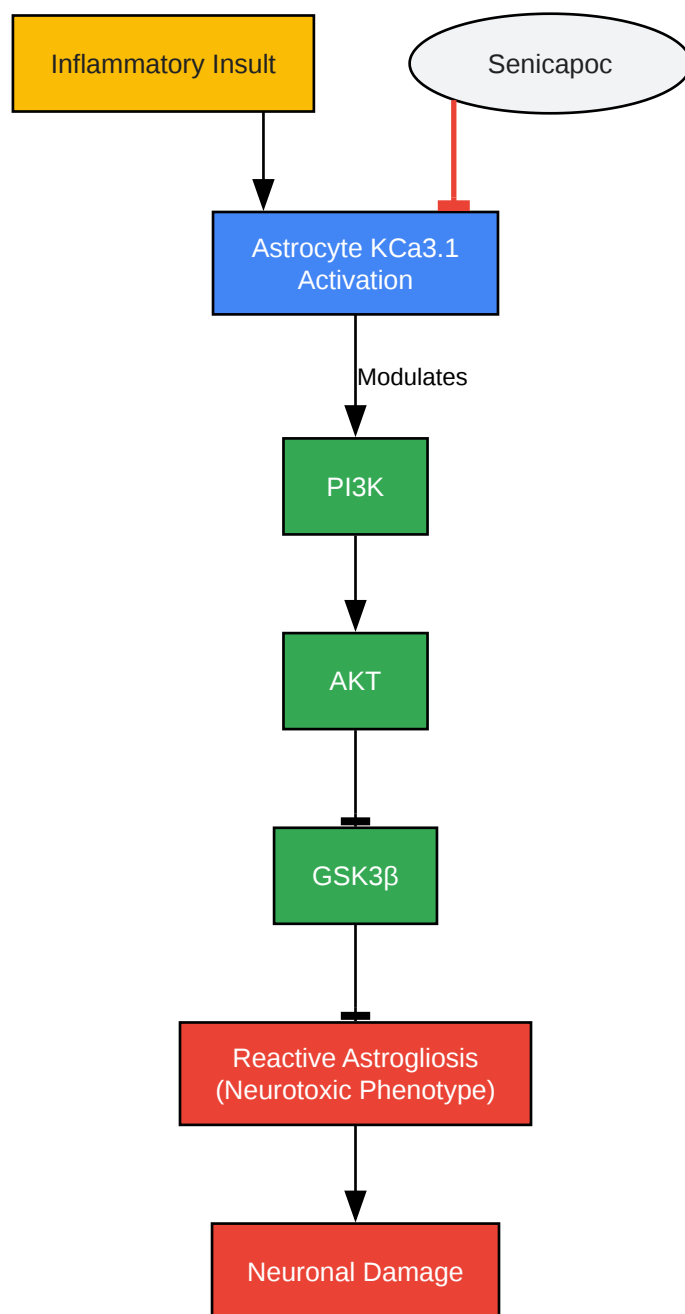 Inflammatory Insult
Senicapoc
Astrocyte KCa3.1
Activation
Modulates
PI3K
AKT
GSK3β
Reactive Astrogliosis
(Neurotoxic Phenotype)
Neuronal Damage